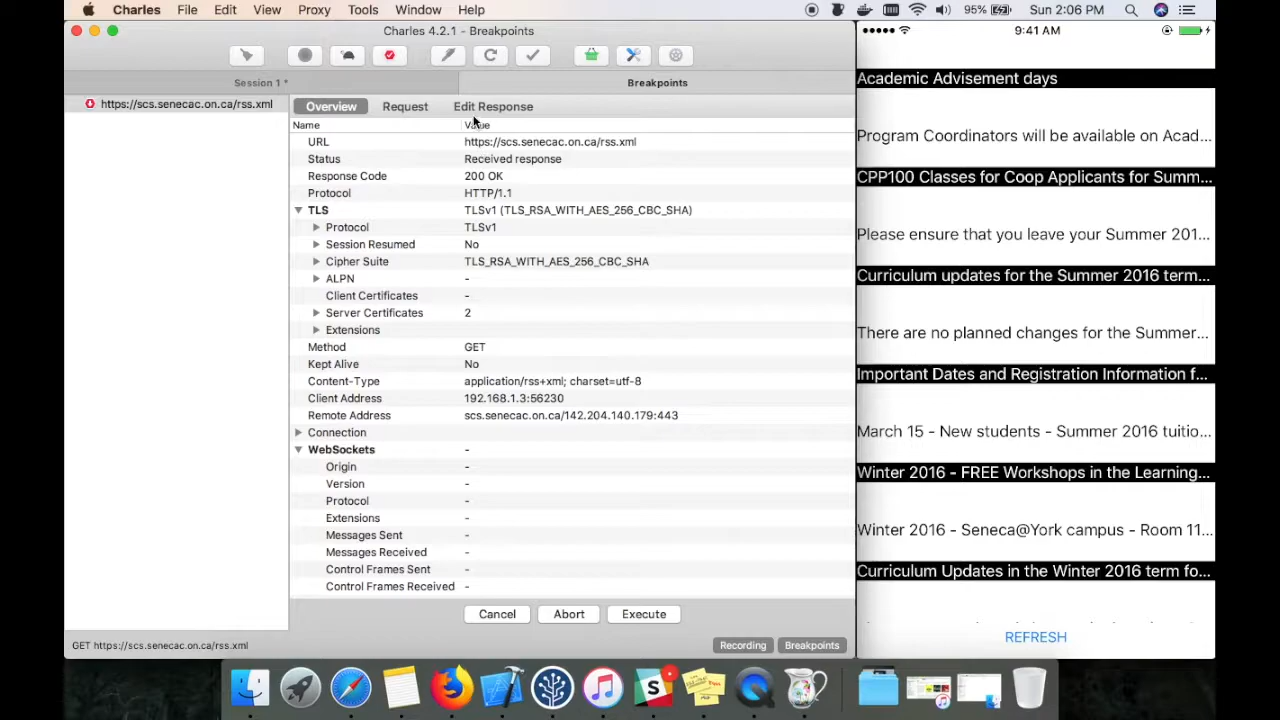 Charles File Edit View Proxy Tools Window Help 95% Sun 2:06 PM
Charles 4.2.1 - Breakpoints
Session 1 * Breakpoints
https://scs.senecac.on.ca/rss.xml
Overview Request Edit Response
Name
URL https://scs.senecac.on.ca/rss.xml
Status Received response
Response Code 200 OK
Protocol HTTP/1.1
TLS TLSv1 (TLS_RSA_WITH_AES_256_CBC_SHA)
Protocol TLSv1
Session Resumed No
Cipher Suite TLS_RSA_WITH_AES_256_CBC_SHA
ALPN -
Client Certificates -
Server Certificates 2
Extensions
Method GET
Kept Alive No
Content-Type application/rss+xml; charset=utf-8
Client Address 192.168.1.3:56230
Remote Address scs.senecac.on.ca/142.204.140.179:443
Connection
WebSockets -
Origin -
Version -
Protocol -
Extensions -
Messages Sent -
Messages Received -
Control Frames Sent -
Control Frames Received -
Cancel Abort Execute
GET https://scs.senecac.on.ca/rss.xml Recording Breakpoints
9:41 AM
Academic Advisement days
Program Coordinators will be available on Acad...
CPP100 Classes for Coop Applicants for Summ...
Please ensure that you leave your Summer 201...
Curriculum updates for the Summer 2016 term...
There are no planned changes for the Summer...
Important Dates and Registration Information f...
March 15 - New students - Summer 2016 tuitio...
Winter 2016 - FREE Workshops in the Learning...
Winter 2016 - Seneca@York campus - Room 11...
Curriculum Updates in the Winter 2016 term fo...
REFRESH